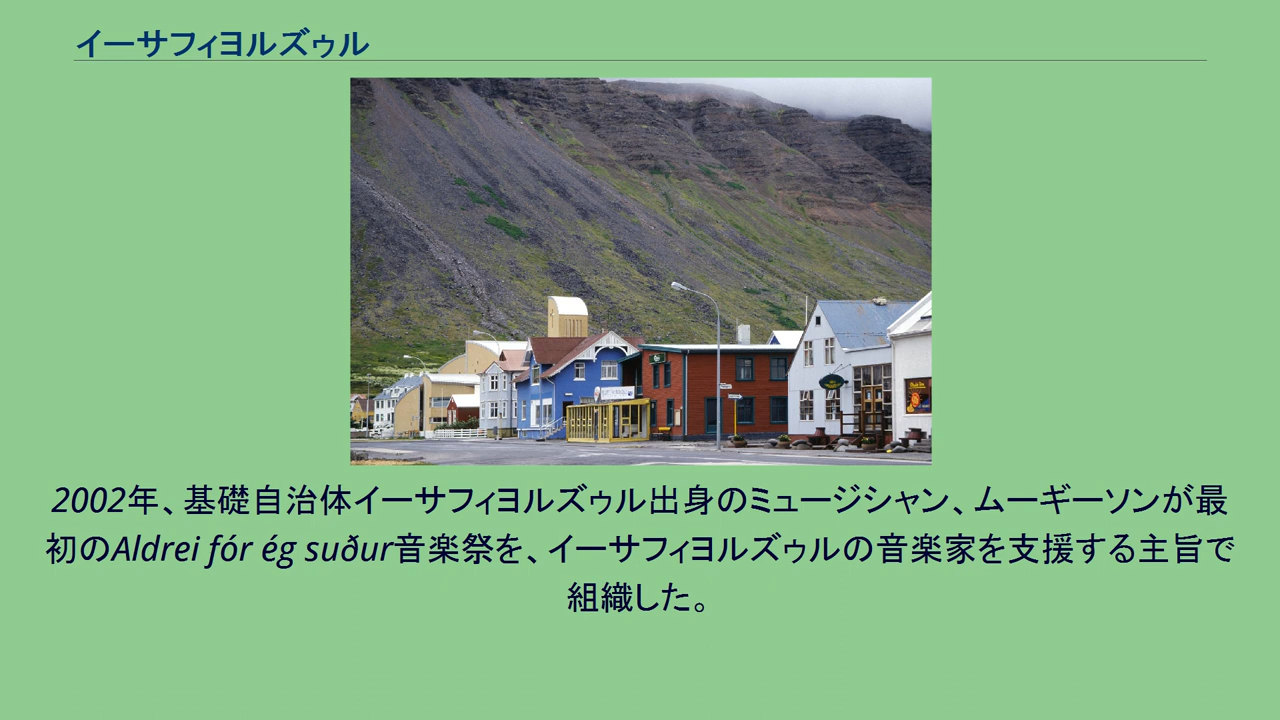 イーサフィヨルズゥル
2002年、基礎自治体イーサフィヨルズゥル出身のミュージシャン、ムーギーソンが最
初のAldrei fór ég suður音楽祭を、イーサフィヨルズゥルの音楽家を支援する主旨で
組織した。